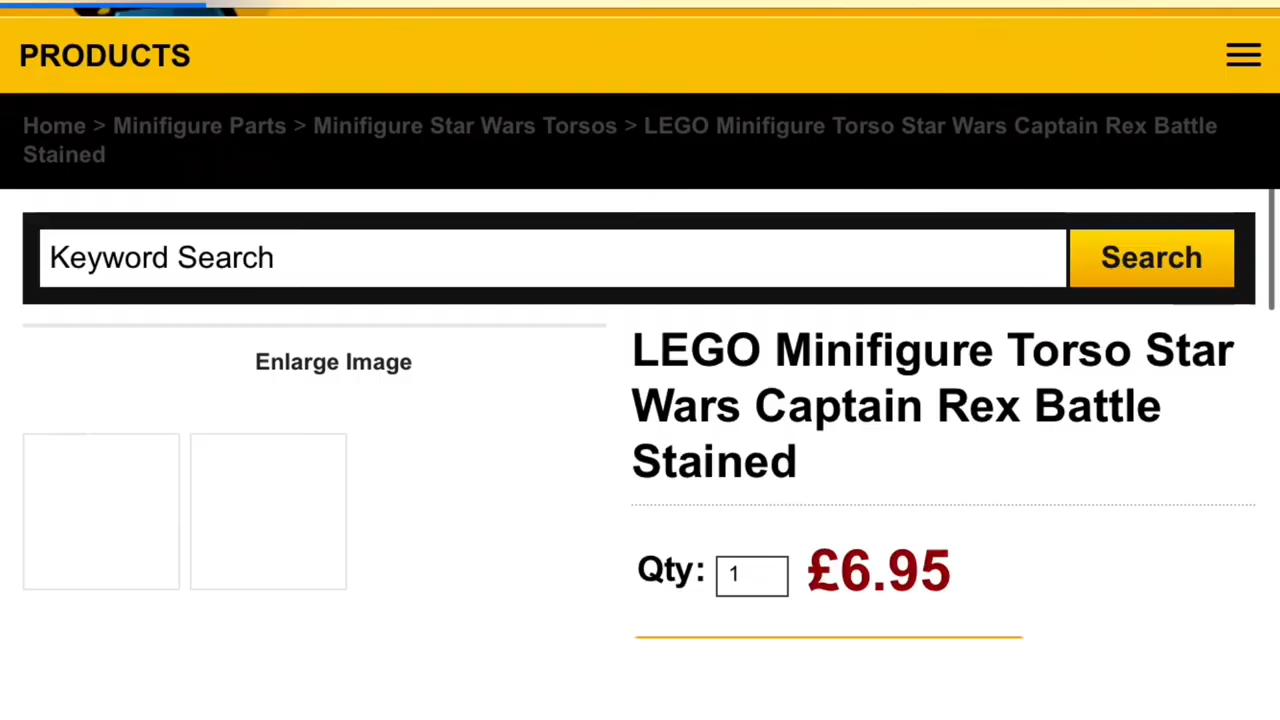 PRODUCTS
Home > Minifigure Parts > Minifigure Star Wars Torsos > LEGO Minifigure Torso Star Wars Captain Rex Battle
Stained
Keyword Search
Search
Enlarge Image
LEGO Minifigure Torso Star
Wars Captain Rex Battle
Stained
Qty: 1 £6.95